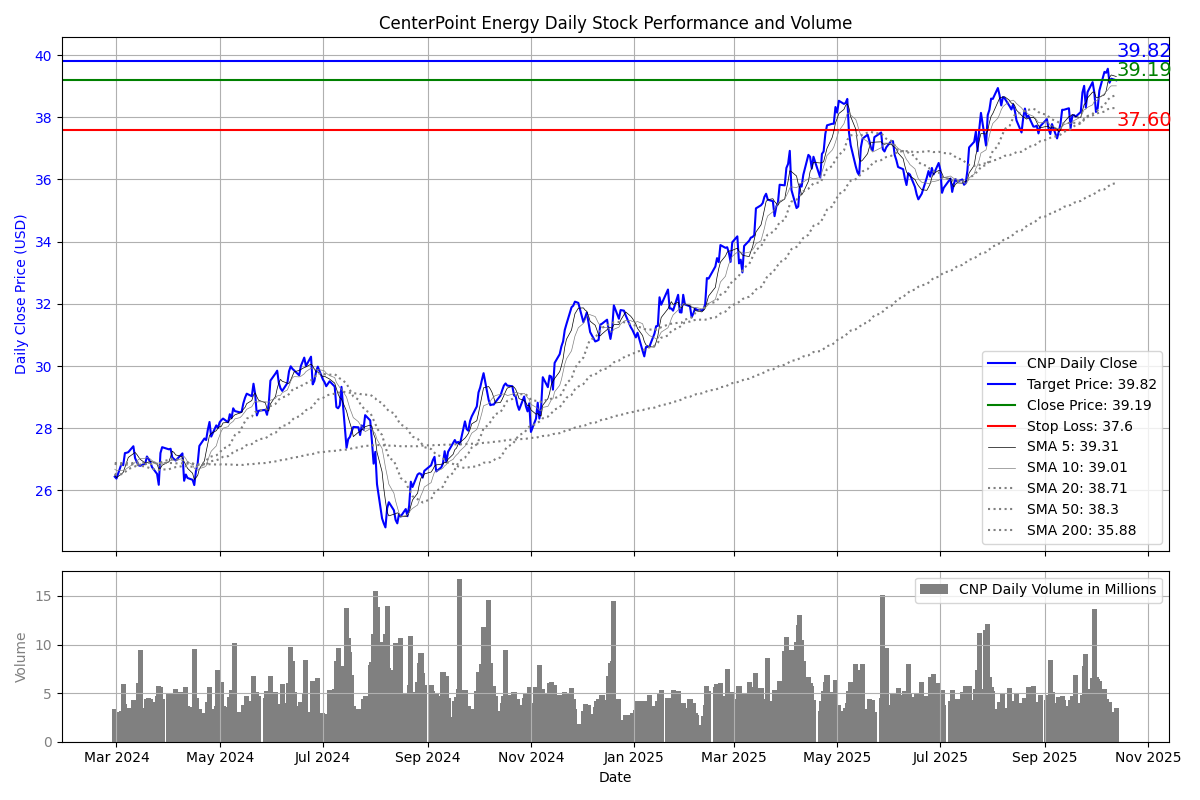 CenterPoint Energy Daily Stock Performance and Volume
Daily Close Price (USD)
40
38
36
34
32
30
28
26
39.82
39.19
37.60
CNP Daily Close
Target Price: 39.82
Close Price: 39.19
Stop Loss: 37.6
SMA 5: 39.31
SMA 10: 39.01
SMA 20: 38.71
SMA 50: 38.3
SMA 200: 35.88
Volume
15
10
5
0
CNP Daily Volume in Millions
Mar 2024 May 2024 Jul 2024 Sep 2024 Nov 2024 Jan 2025 Mar 2025 May 2025 Jul 2025 Sep 2025 Nov 2025
Date